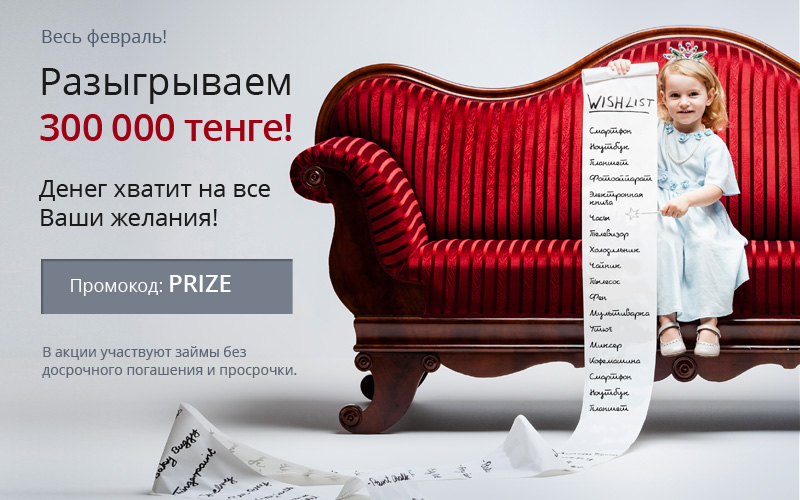 Весь февраль!
Разыгрываем
300 000 тенге!
Денег хватит на все
Ваши желания!
Промокод: PRIZE
В акции участвуют займы без
досрочного погашения и просрочки.
WISHLIST
Смартфон
Ноутбук
Планшет
Фотоаппарат
Электронная
книга
Часы
Телевизор
Холодильник
Чайник
Пылесос
Фен
Мультиварка
Утюг
Миксер
Кофемашина
Смартфон
Ноутбук
Планшет
Buggy